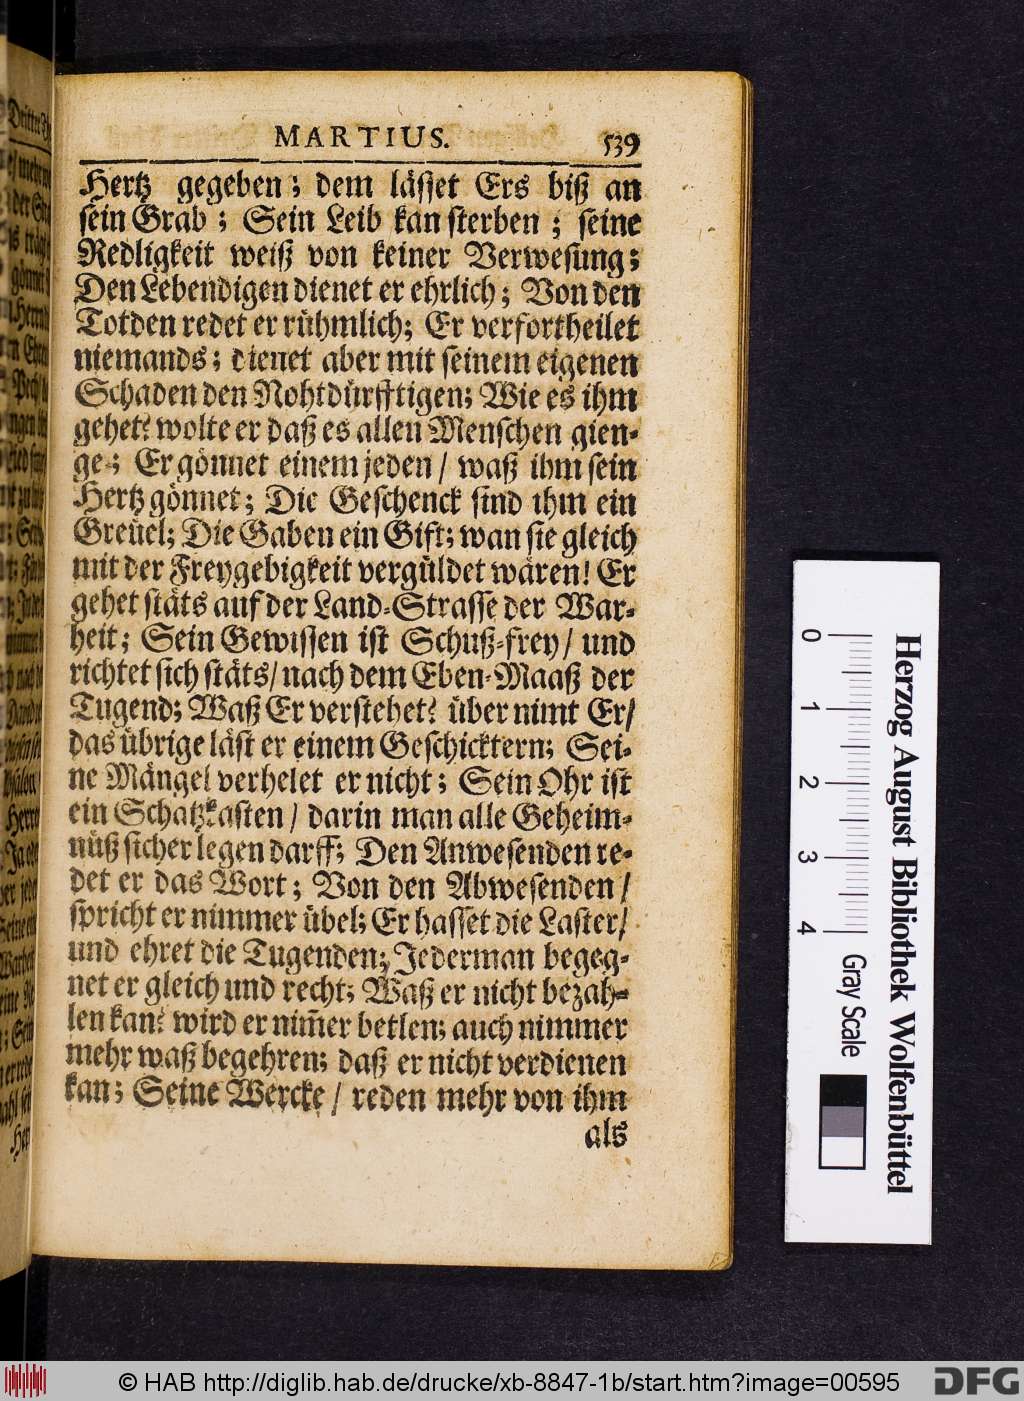 MARTIUS. 539
Hertz gegeben; dem lässet Ers biß an
sein Grab; Sein Leib kan sterben; seine
Redligkeit weiß von keiner Verwesung;
Den Lebendigen dienet er ehrlich; Von den
Totden redet er rühmlich; Er verfortheilet
niemands; dienet aber mit seinem eigenen
Schaden den Nohtdürfftigen; Wie es ihm
gehet? wolte er daß es allen Menschen gien-
ge; Er gönnet einem jeden / waß ihm sein
Hertz gönnet; Die Geschenck sind ihm ein
Greüel; Die Gaben ein Gift; wan sie gleich
mit der Freygebigkeit vergüldet wären! Er
gehet stäts auf der Land-Strasse der War-
heit; Sein Gewissen ist Schuß-frey / und
richtet sich stäts / nach dem Eben-Maaß der
Tugend; Waß Er verstehet? über nimt Er /
das übrige läst er einem Geschicktern; Sei-
ne Mängel verhelet er nicht; Sein Ohr ist
ein Schatzkasten / darin man alle Geheim-
nüß sicher legen darff; Den Anwesenden re-
det er das Wort; Von den Abwesenden /
spricht er nimmer übel; Er hasset die Laster /
und ehret die Tugenden; Jederman begeg-
net er gleich und recht; Waß er nicht bezah-
len kan? wird er nim̄er betlen; auch nimmer
mehr waß begehren; daß er nicht verdienen
kan; Seine Wercke / reden mehr von ihm
als
Herzog August Bibliothek Wolfenbüttel
0 1 2 3 4
Gray Scale
© HAB http://diglib.hab.de/drucke/xb-8847-1b/start.htm?image=00595
DFG